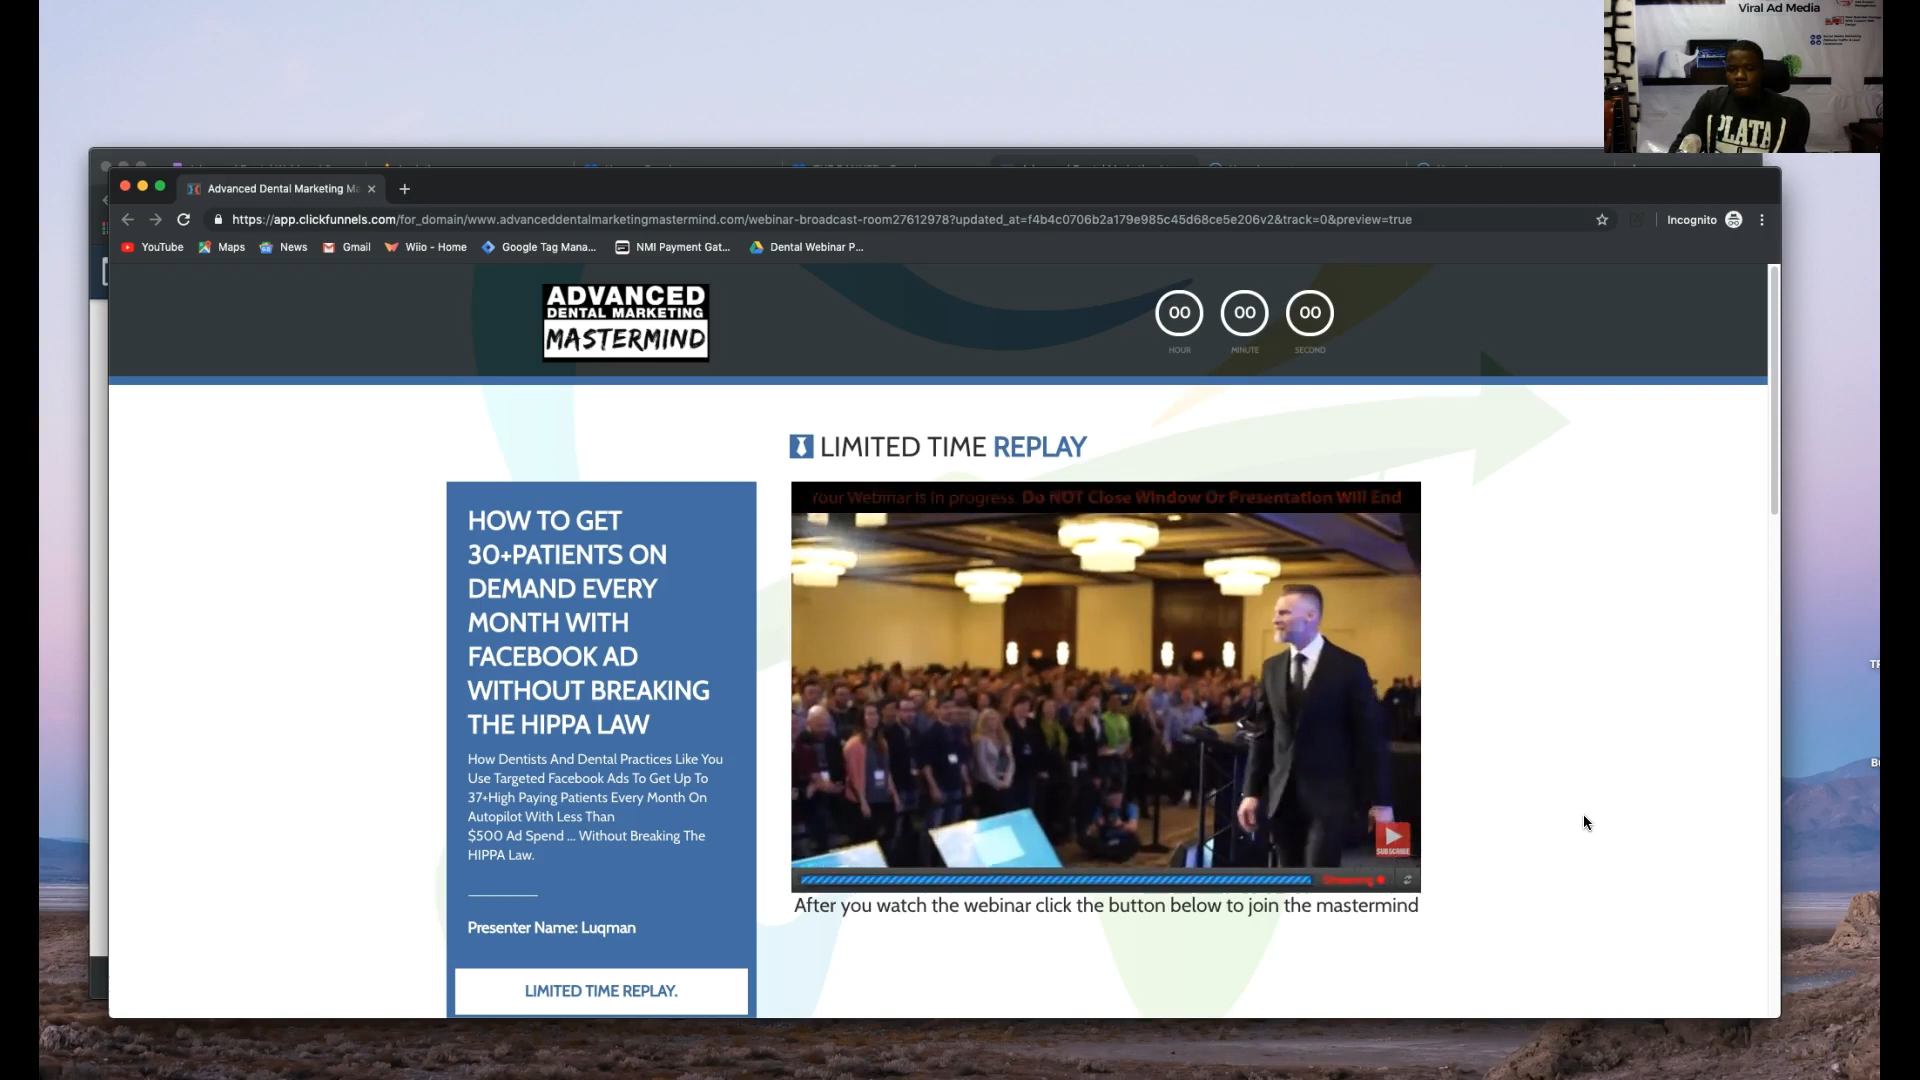 Viral Ad Media
PLATA
Advanced Dental Marketing Ma
https://app.clickfunnels.com/for_domain/www.advanceddentalmarketingmastermind.com/webinar-broadcast-room27612978?updated_at=f4b4c0706b2a179e985c45d68ce5e206v2&track=0&preview=true
Incognito
YouTube Maps News Gmail Wiio - Home Google Tag Mana... NMI Payment Gat... Dental Webinar P...
ADVANCED
DENTAL MARKETING
MASTERMIND
00 00 00
HOUR MINUTE SECOND
LIMITED TIME REPLAY
HOW TO GET
30+PATIENTS ON
DEMAND EVERY
MONTH WITH
FACEBOOK AD
WITHOUT BREAKING
THE HIPPA LAW
How Dentists And Dental Practices Like You
Use Targeted Facebook Ads To Get Up To
37+High Paying Patients Every Month On
Autopilot With Less Than
$500 Ad Spend ... Without Breaking The
HIPPA Law.
Presenter Name: Luqman
LIMITED TIME REPLAY.
Your Webinar is in progress. Do NOT Close Window Or Presentation Will End
SUBSCRIBE
Streaming
After you watch the webinar click the button below to join the mastermind